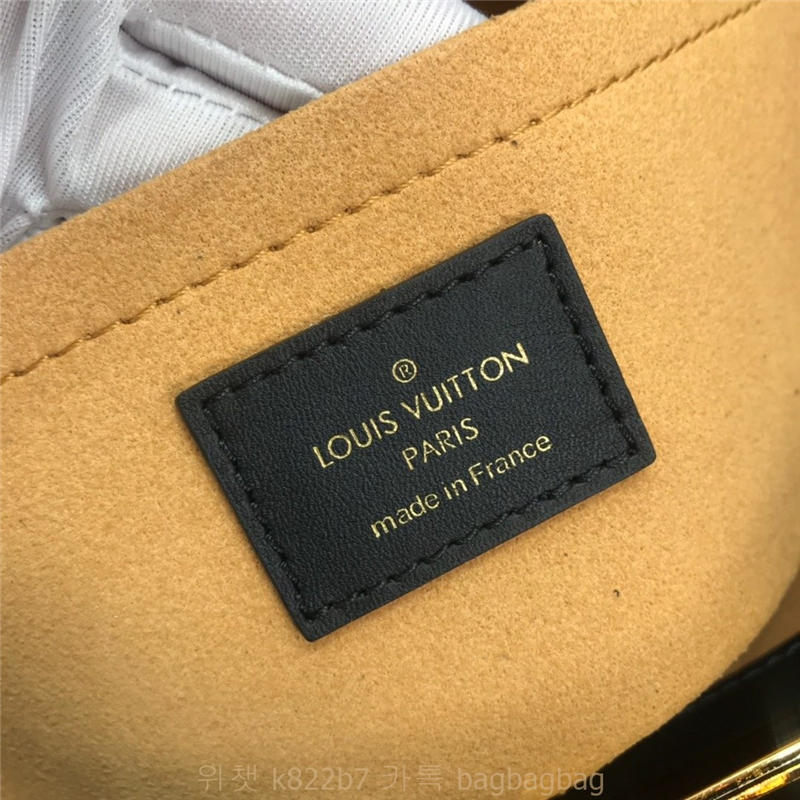 ®
LOUIS VUITTON
PARIS
made in France
위챗 k822b7 카톡 bagbagbag